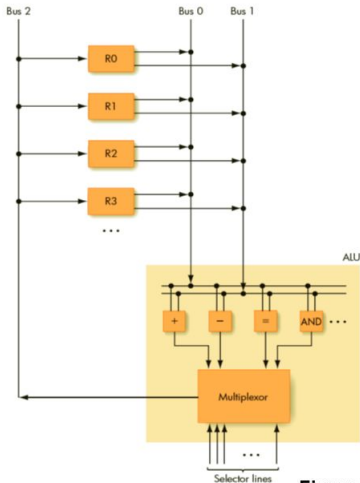 Bus 2 Bus 0 Bus 1
R0
R1
R2
R3
...
ALU
+ − = AND ...
Multiplexor
...
Selector lines